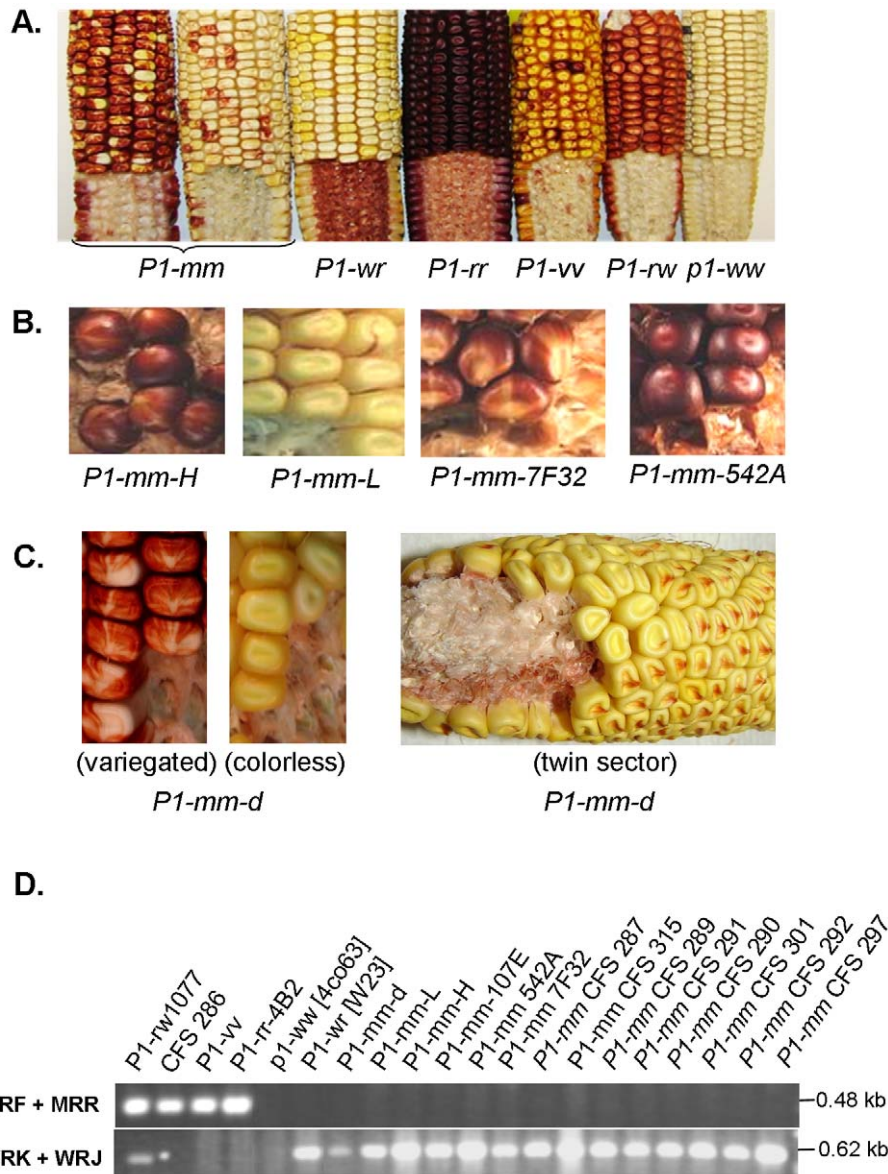 A.
P1-mm P1-wr P1-rr P1-vv P1-rw p1-ww
B.
P1-mm-H P1-mm-L P1-mm-7F32 P1-mm-542A
C.
(variegated) (colorless) (twin sector)
P1-mm-d P1-mm-d
D.
P1-rw1077
CFS 286
P1-vv
P1-rr-4B2
p1-ww [4co63]
P1-wr [W23]
P1-mm-d
P1-mm-L
P1-mm-H
P1-mm-107E
P1-mm 542A
P1-mm 7F32
P1-mm CFS 287
P1-mm CFS 315
P1-mm CFS 289
P1-mm CFS 291
P1-mm CFS 290
P1-mm CFS 301
P1-mm CFS 292
P1-mm CFS 297
RF + MRR 0.48 kb
RK + WRJ 0.62 kb